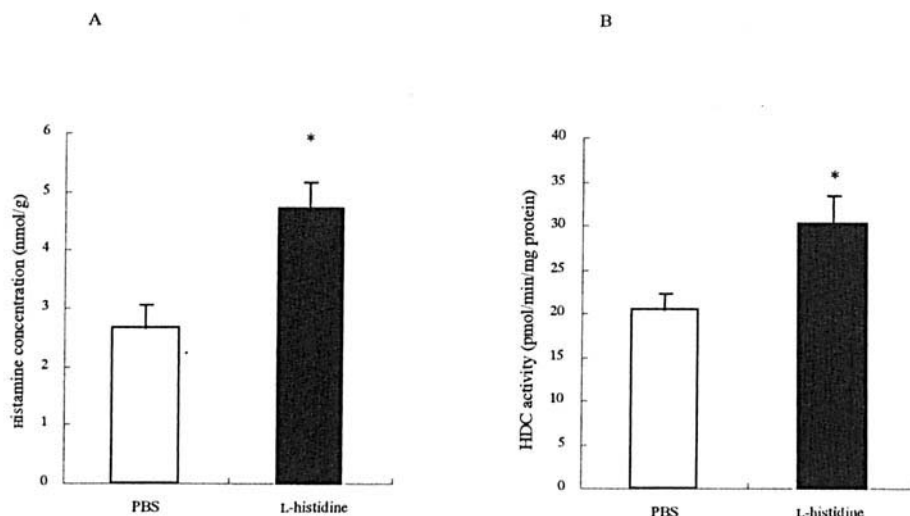 A
B
Histamine concentration (nmol/g)
6
5
4
3
2
1
0
PBS
L-histidine
*
HDC activity (pmol/min/mg protein)
40
35
30
25
20
15
10
5
0
PBS
L-histidine
*